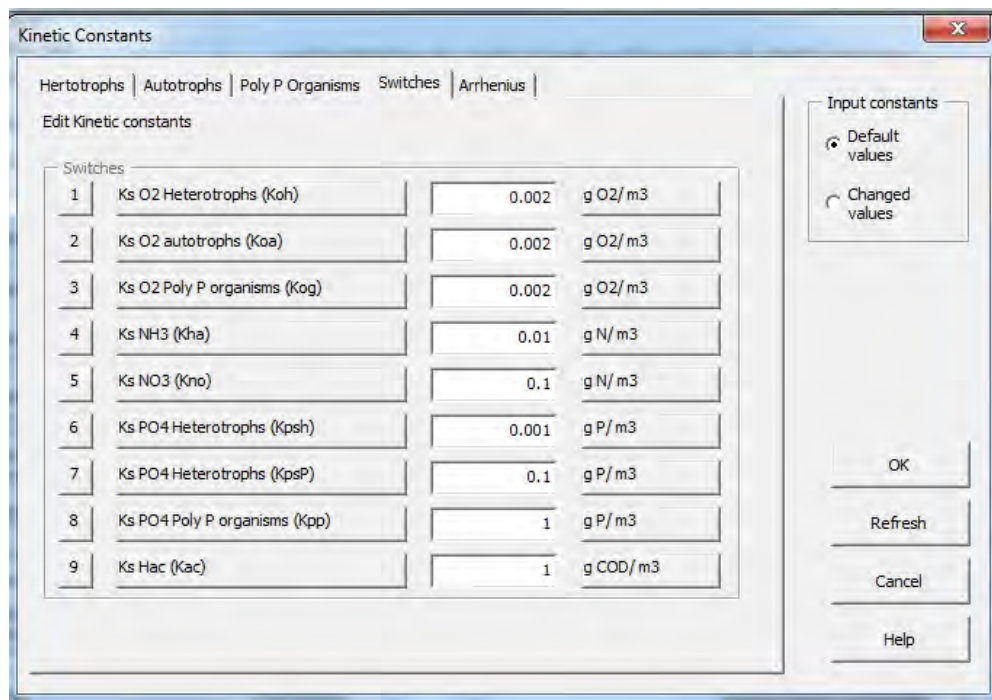 Kinetic Constants
x
Hertotrophs | Autotrophs | Poly P Organisms Switches | Arrhenius |
Edit Kinetic constants
Switches
1 Ks O2 Heterotrophs (Koh) 0.002 g O2/m3
2 Ks O2 autotrophs (Koa) 0.002 g O2/m3
3 Ks O2 Poly P organisms (Kog) 0.002 g O2/m3
4 Ks NH3 (Kha) 0.01 g N/m3
5 Ks NO3 (Kno) 0.1 g N/m3
6 Ks PO4 Heterotrophs (Kpsh) 0.001 g P/m3
7 Ks PO4 Heterotrophs (KpsP) 0.1 g P/m3
8 Ks PO4 Poly P organisms (Kpp) 1 g P/m3
9 Ks Hac (Kac) 1 g COD/m3
Input constants
Default
values
Changed
values
OK
Refresh
Cancel
Help